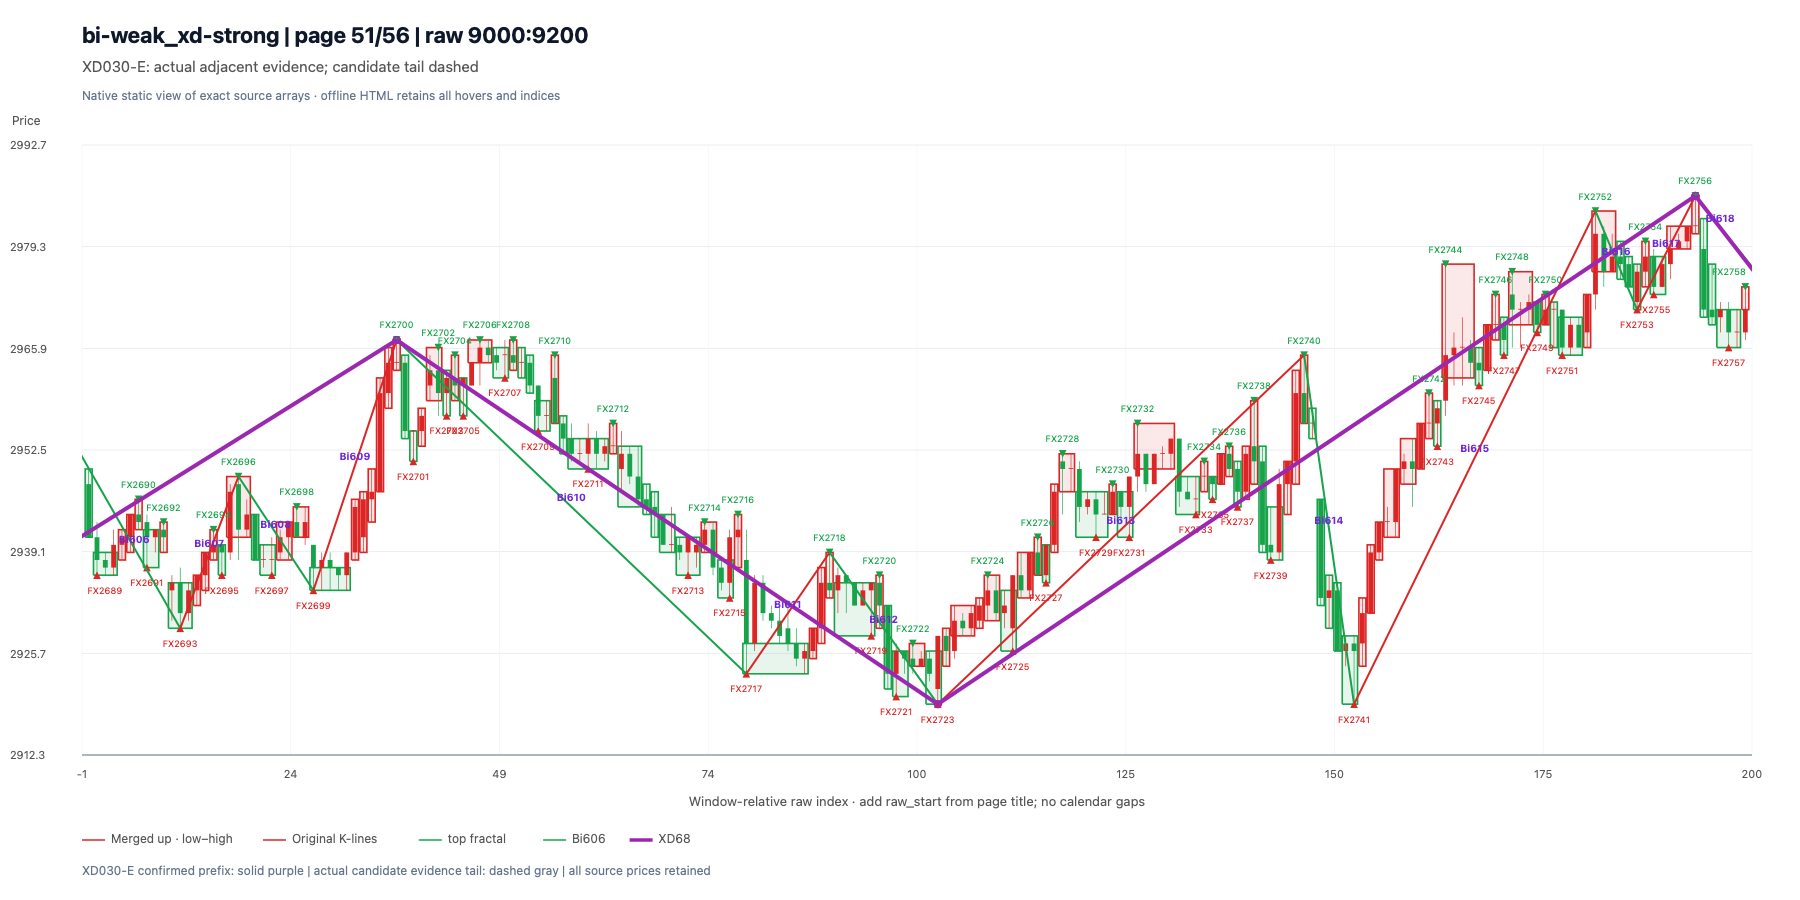 bi-weak_xd-strong | page 51/56 | raw 9000:9200
XD030-E: actual adjacent evidence; candidate tail dashed
Native static view of exact source arrays · offline HTML retains all hovers and indices
Price
2992.7
2979.3
2965.9
2952.5
2939.1
2925.7
2912.3
FX2756
FX2752
Bi618
FX2754
Bi617
Bi616
FX2744
FX2748
FX2758
FX2746
FX2750
FX2700
FX2706
FX2708
FX2702
FX2704
FX2710
FX2740
FX2753
FX2755
FX2749
FX2757
FX2747
FX2751
FX2738
FX2707
FX2745
FX2712
FX2732
FX2705
FX2736
FX2728
FX2734
Bi609
FX2696
FX2711
FX2743
Bi615
FX2701
FX2730
FX2690
FX2698
Bi610
FX2716
FX2692
FX2714
Bi608
Bi613
FX2737
Bi614
FX2733
Bi606
Bi607
FX2718
FX2729
FX2731
FX2720
FX2724
FX2739
FX2691
FX2689
FX2695
FX2697
FX2713
FX2727
FX2699
Bi611
FX2715
Bi612
FX2722
FX2693
FX2719
FX2725
FX2717
FX2721
FX2723
FX2741
-1
24
49
74
100
125
150
175
200
Window-relative raw index · add raw_start from page title; no calendar gaps
Merged up · low–high
Original K-lines
top fractal
Bi606
XD68
XD030-E confirmed prefix: solid purple | actual candidate evidence tail: dashed gray | all source prices retained